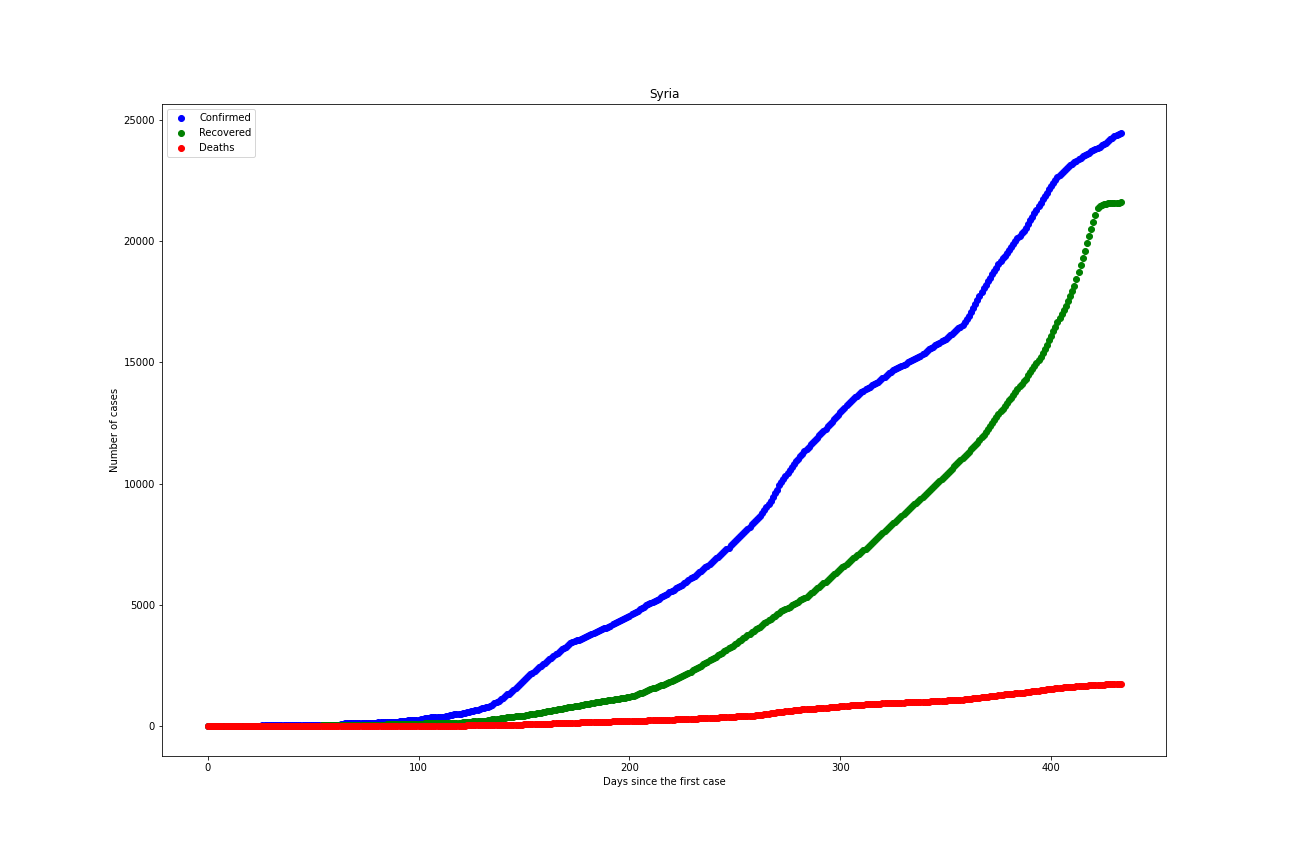 Syria
Confirmed
Recovered
Deaths
25000
20000
15000
10000
5000
0
Number of cases
0 100 200 300 400
Days since the first case